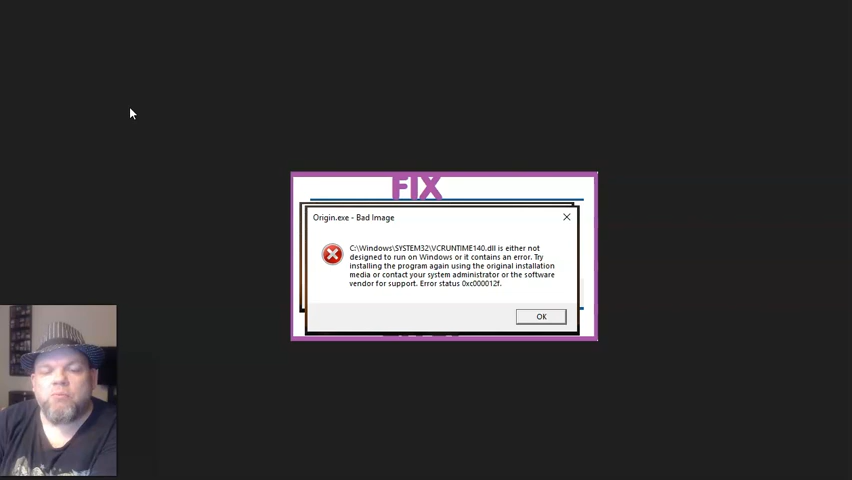 FIX
Origin.exe - Bad Image
C:\Windows\SYSTEM32\VCRUNTIME140.dll is either not
designed to run on Windows or it contains an error. Try
installing the program again using the original installation
media or contact your system administrator or the software
vendor for support. Error status 0xc000012f.
OK